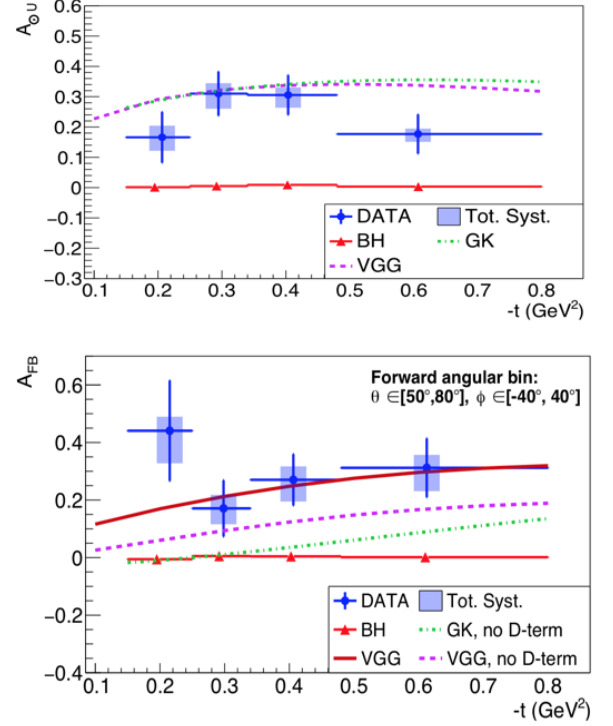 A⊙U
0.6
0.5
0.4
0.3
0.2
0.1
0
−0.1
−0.2
−0.3
DATA Tot. Syst.
BH GK
VGG
0.1 0.2 0.3 0.4 0.5 0.6 0.7 0.8
-t (GeV²)
A_FB
Forward angular bin:
θ ∈[50°,80°], ϕ ∈[-40°, 40°]
0.6
0.4
0.2
0
−0.2
−0.4
DATA Tot. Syst.
BH GK, no D-term
VGG VGG, no D-term
0.1 0.2 0.3 0.4 0.5 0.6 0.7 0.8
-t (GeV²)